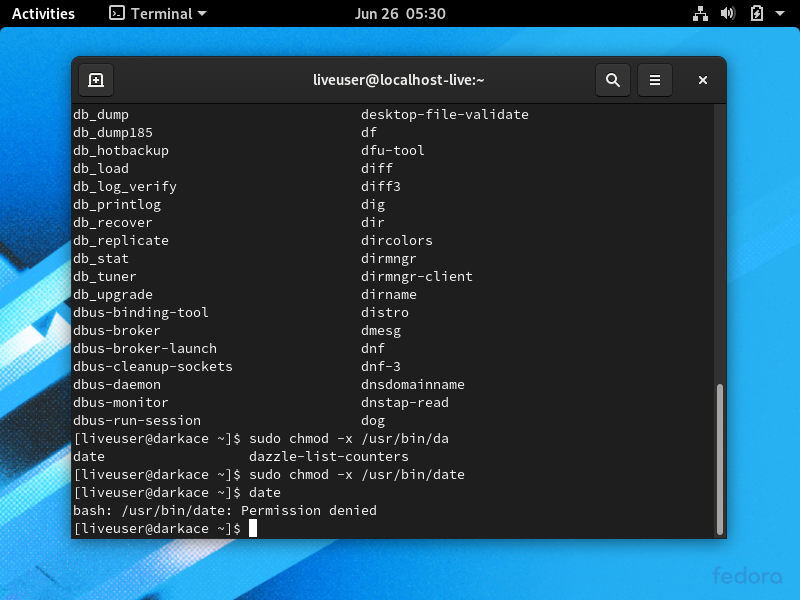 Activities Terminal Jun 26 05:30
liveuser@localhost-live:~
db_dump desktop-file-validate
db_dump185 df
db_hotbackup dfu-tool
db_load diff
db_log_verify diff3
db_printlog dig
db_recover dir
db_replicate dircolors
db_stat dirmngr
db_tuner dirmngr-client
db_upgrade dirname
dbus-binding-tool distro
dbus-broker dmesg
dbus-broker-launch dnf
dbus-cleanup-sockets dnf-3
dbus-daemon dnsdomainname
dbus-monitor dnstap-read
dbus-run-session dog
[liveuser@darkace ~]$ sudo chmod -x /usr/bin/da
date dazzle-list-counters
[liveuser@darkace ~]$ sudo chmod -x /usr/bin/date
[liveuser@darkace ~]$ date
bash: /usr/bin/date: Permission denied
[liveuser@darkace ~]$
fedora